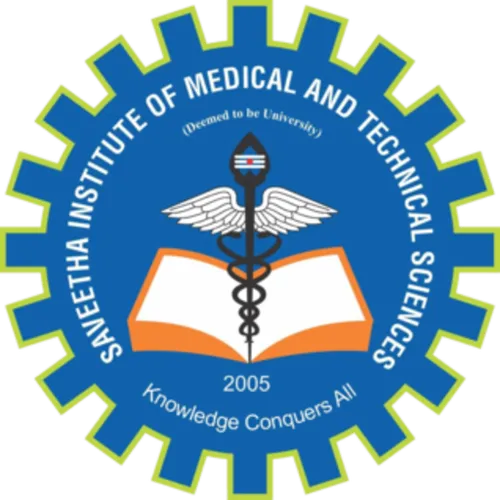 SAVEETHA INSTITUTE OF MEDICAL AND TECHNICAL SCIENCES
(Deemed to be University)
2005
Knowledge Conquers All